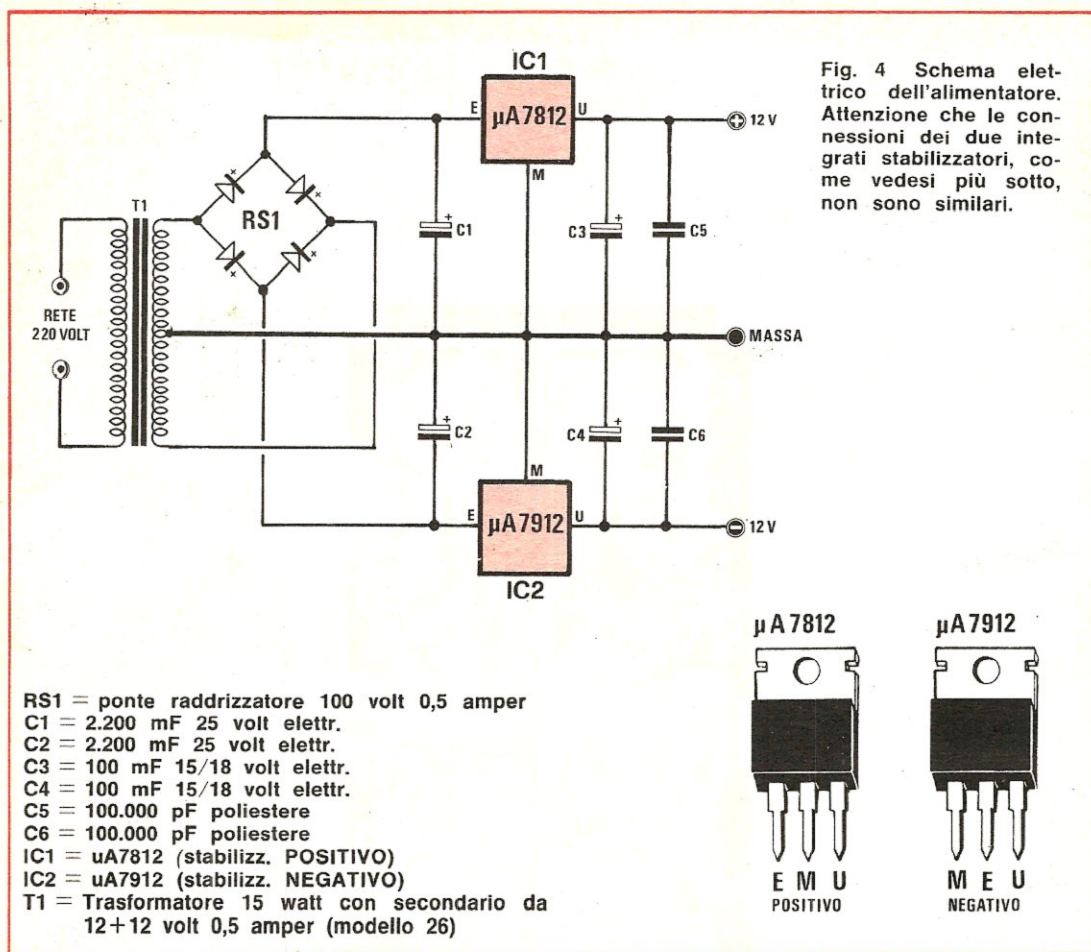 IC1
µA7812
E
U
M
12 V
Fig. 4 Schema elet-
trico dell'alimentatore.
Attenzione che le con-
nessioni dei due inte-
grati stabilizzatori, co-
me vedesi più sotto,
non sono similari.
T1
RS1
+
C1
+
C3
C5
RETE
220 VOLT
MASSA
+
C2
+
C4
C6
M
E
U
µA7912
12 V
IC2
µA7812
µA7912
RS1 = ponte raddrizzatore 100 volt 0,5 amper
C1 = 2.200 mF 25 volt elettr.
C2 = 2.200 mF 25 volt elettr.
C3 = 100 mF 15/18 volt elettr.
C4 = 100 mF 15/18 volt elettr.
C5 = 100.000 pF poliestere
C6 = 100.000 pF poliestere
IC1 = uA7812 (stabilizz. POSITIVO)
IC2 = uA7912 (stabilizz. NEGATIVO)
T1 = Trasformatore 15 watt con secondario da
12+12 volt 0,5 amper (modello 26)
E M U
POSITIVO
M E U
NEGATIVO